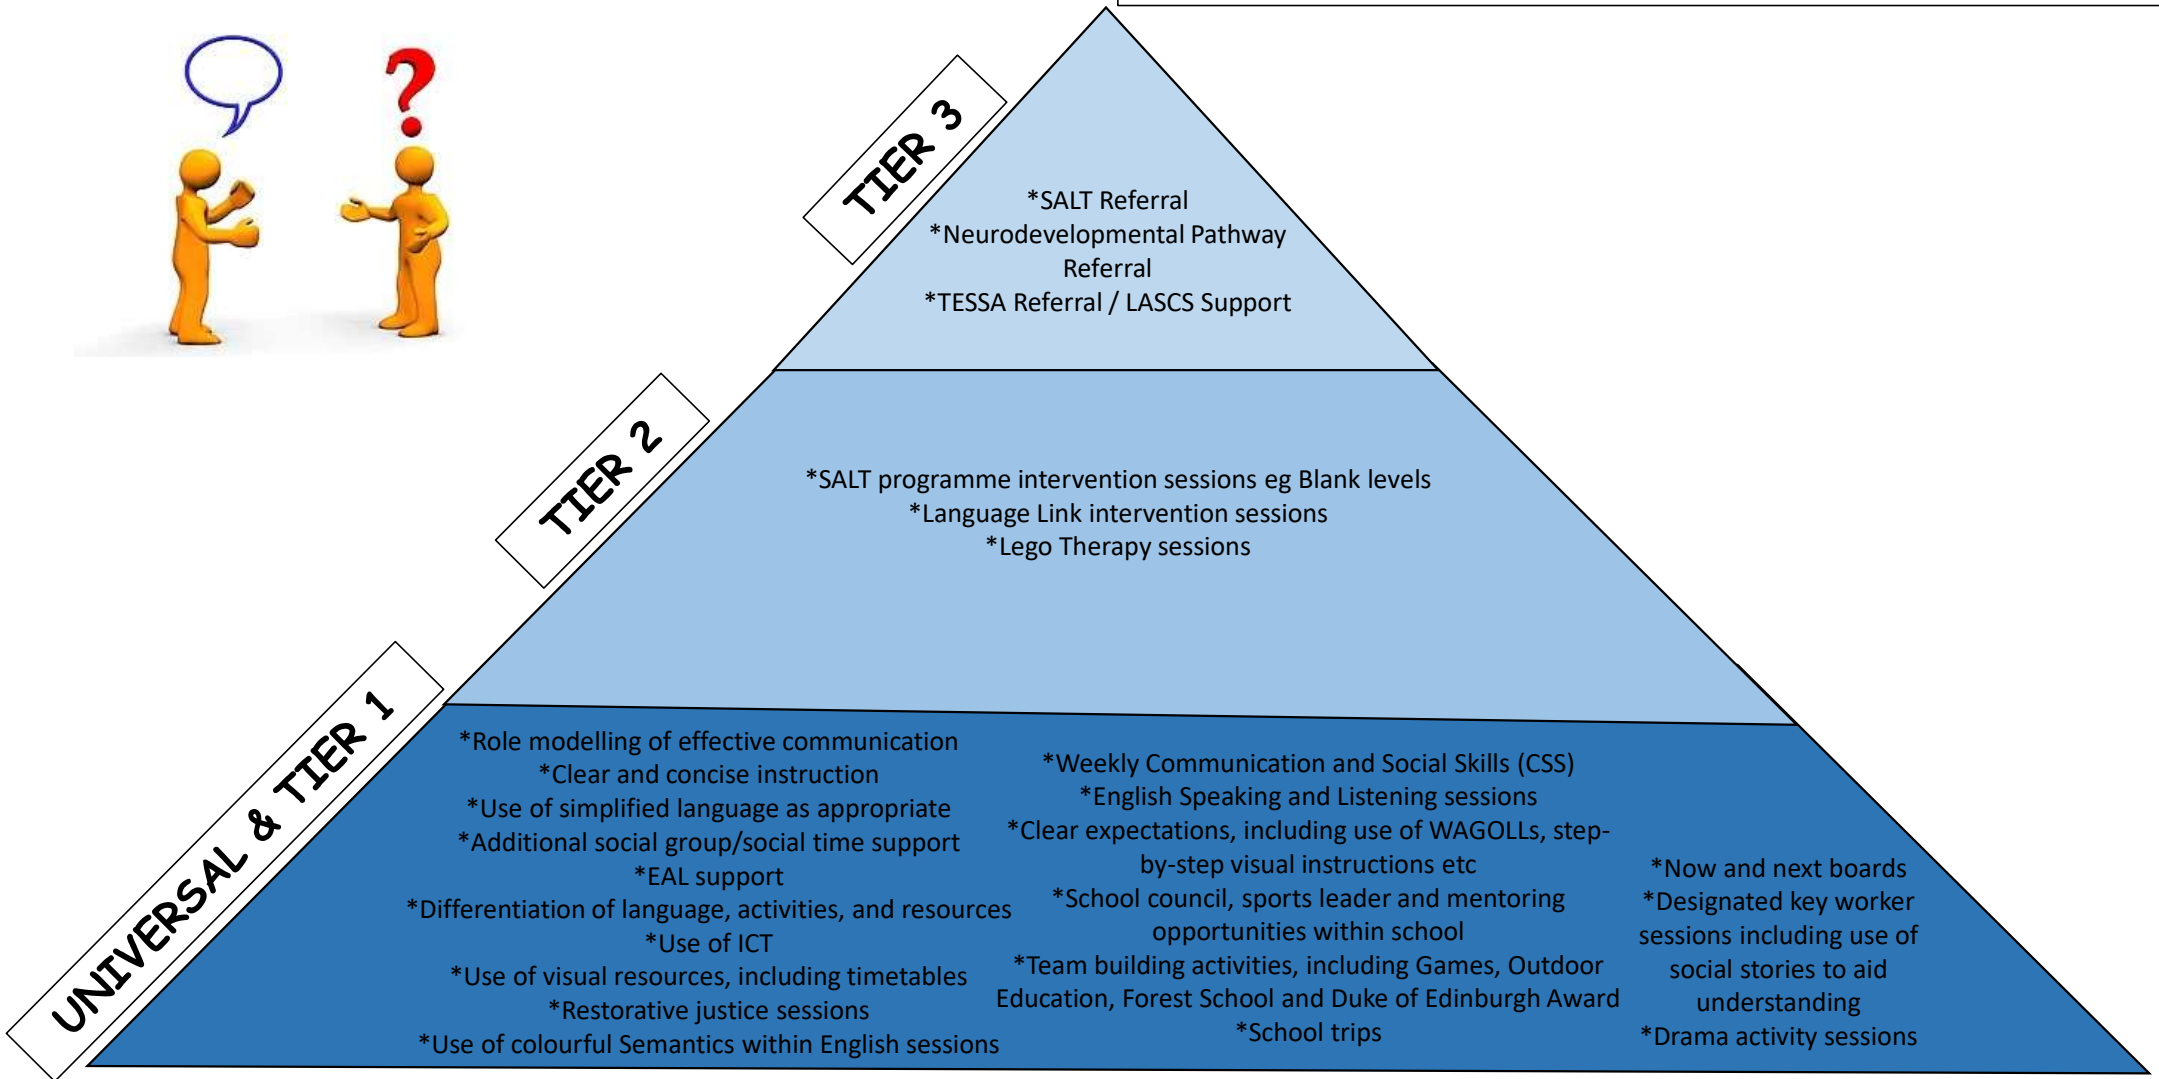 ?
TIER 3
*SALT Referral
*Neurodevelopmental Pathway
Referral
*TESSA Referral / LASCS Support
TIER 2
*SALT programme intervention sessions eg Blank levels
*Language Link intervention sessions
*Lego Therapy sessions
UNIVERSAL & TIER 1
*Role modelling of effective communication
*Clear and concise instruction
*Use of simplified language as appropriate
*Additional social group/social time support
*EAL support
*Differentiation of language, activities, and resources
*Use of ICT
*Use of visual resources, including timetables
*Restorative justice sessions
*Use of colourful Semantics within English sessions
*Weekly Communication and Social Skills (CSS)
*English Speaking and Listening sessions
*Clear expectations, including use of WAGOLLs, step-
by-step visual instructions etc
*School council, sports leader and mentoring
opportunities within school
*Team building activities, including Games, Outdoor
Education, Forest School and Duke of Edinburgh Award
*School trips
*Now and next boards
*Designated key worker
sessions including use of
social stories to aid
understanding
*Drama activity sessions